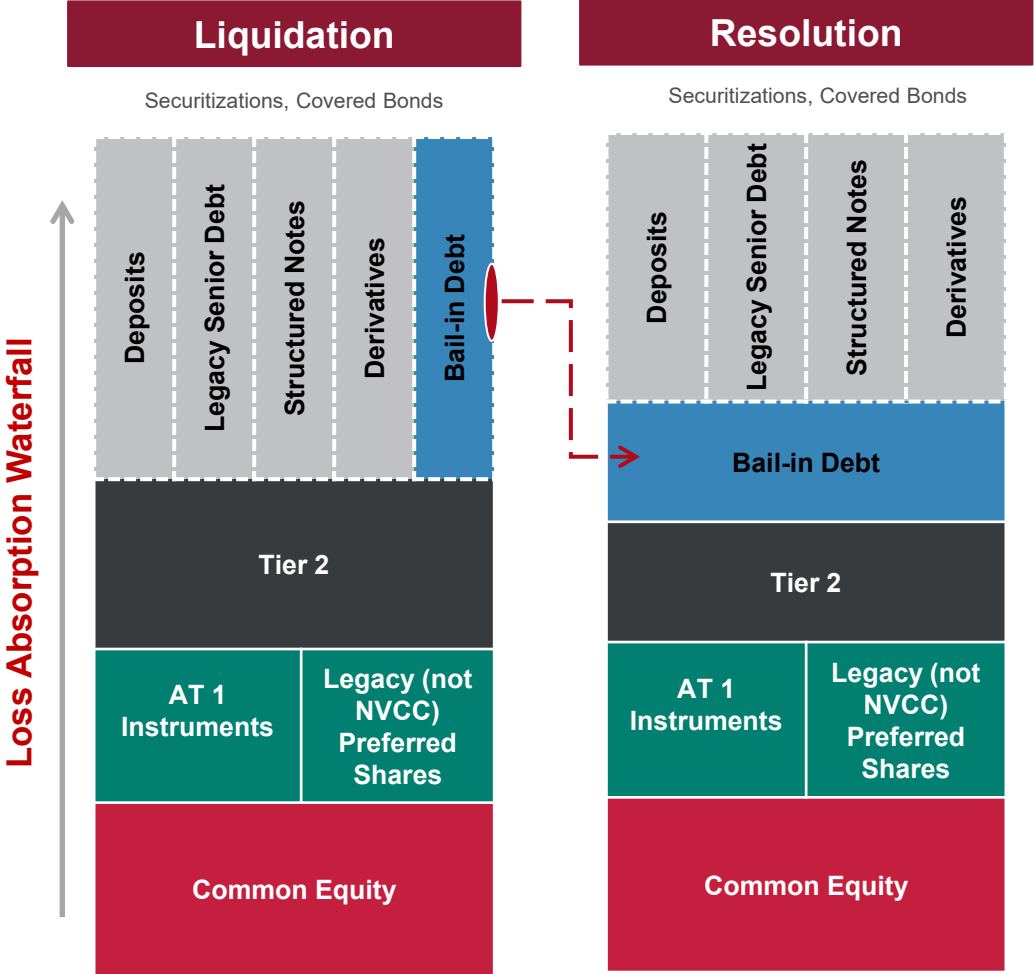 Liquidation
Securitizations, Covered Bonds
Deposits
Legacy Senior Debt
Structured Notes
Derivatives
Bail-in Debt
Tier 2
AT 1
Instruments
Legacy (not
NVCC)
Preferred
Shares
Common Equity
Loss Absorption Waterfall
Resolution
Securitizations, Covered Bonds
Deposits
Legacy Senior Debt
Structured Notes
Derivatives
Bail-in Debt
Tier 2
AT 1
Instruments
Legacy (not
NVCC)
Preferred
Shares
Common Equity